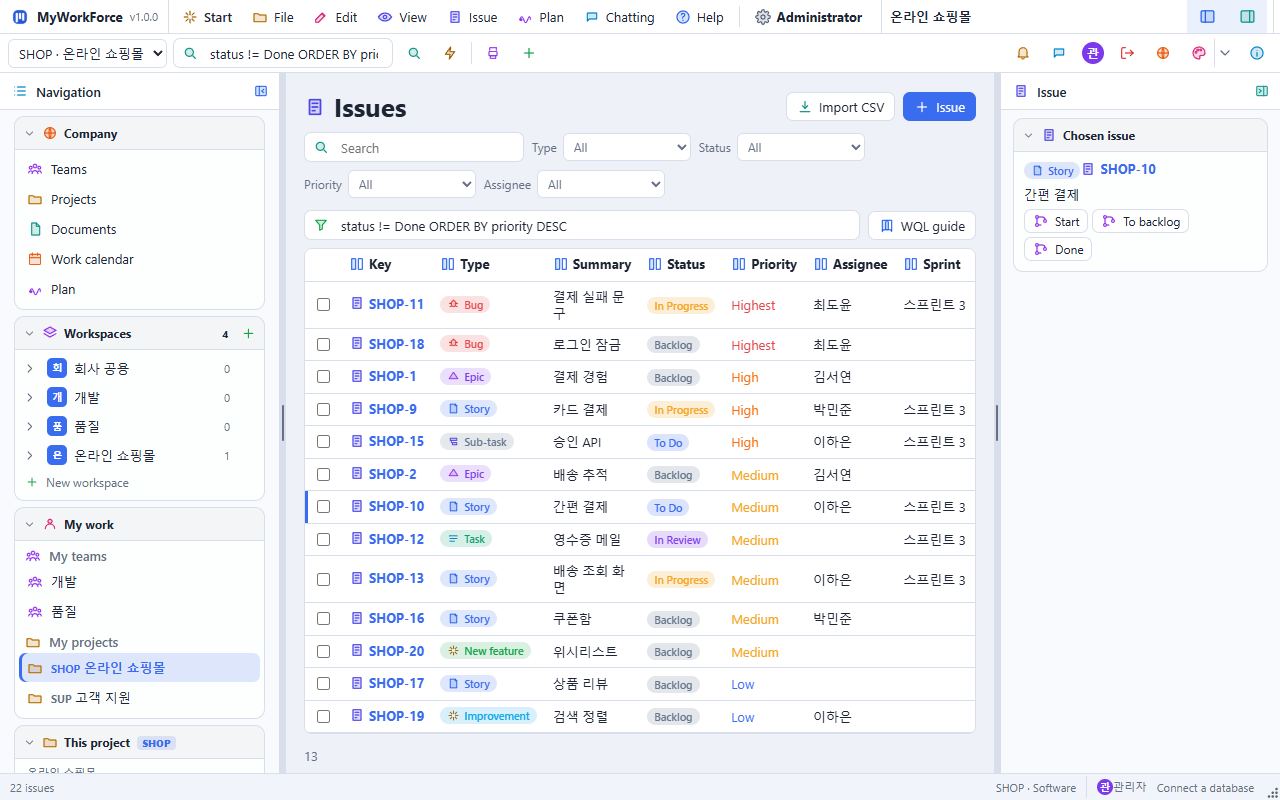 MyWorkForce v1.0.0 Start File Edit View Issue Plan Chatting Help Administrator 온라인 쇼핑몰
SHOP · 온라인 쇼핑몰 status != Done ORDER BY pric 관
Navigation
Company
Teams
Projects
Documents
Work calendar
Plan
Workspaces 4
회 회사 공용 0
개 개발 0
품 품질 0
온 온라인 쇼핑몰 1
New workspace
My work
My teams
개발
품질
My projects
SHOP 온라인 쇼핑몰
SUP 고객 지원
This project SHOP
온라인 쇼핑몰
Issues
Import CSV
Issue
Search Type All Status All
Priority All Assignee All
status != Done ORDER BY priority DESC WQL guide
Key Type Summary Status Priority Assignee Sprint
SHOP-11 Bug 결제 실패 문구 In Progress Highest 최도윤 스프린트 3
SHOP-18 Bug 로그인 잠금 Backlog Highest 최도윤
SHOP-1 Epic 결제 경험 Backlog High 김서연
SHOP-9 Story 카드 결제 In Progress High 박민준 스프린트 3
SHOP-15 Sub-task 승인 API To Do High 이하은 스프린트 3
SHOP-2 Epic 배송 추적 Backlog Medium 김서연
SHOP-10 Story 간편 결제 To Do Medium 이하은 스프린트 3
SHOP-12 Task 영수증 메일 In Review Medium 스프린트 3
SHOP-13 Story 배송 조회 화면 In Progress Medium 이하은 스프린트 3
SHOP-16 Story 쿠폰함 Backlog Medium 박민준
SHOP-20 New feature 위시리스트 Backlog Medium
SHOP-17 Story 상품 리뷰 Backlog Low
SHOP-19 Improvement 검색 정렬 Backlog Low 이하은
13
Issue
Chosen issue
Story SHOP-10
간편 결제
Start To backlog
Done
22 issues
SHOP · Software 관 관리자 Connect a database